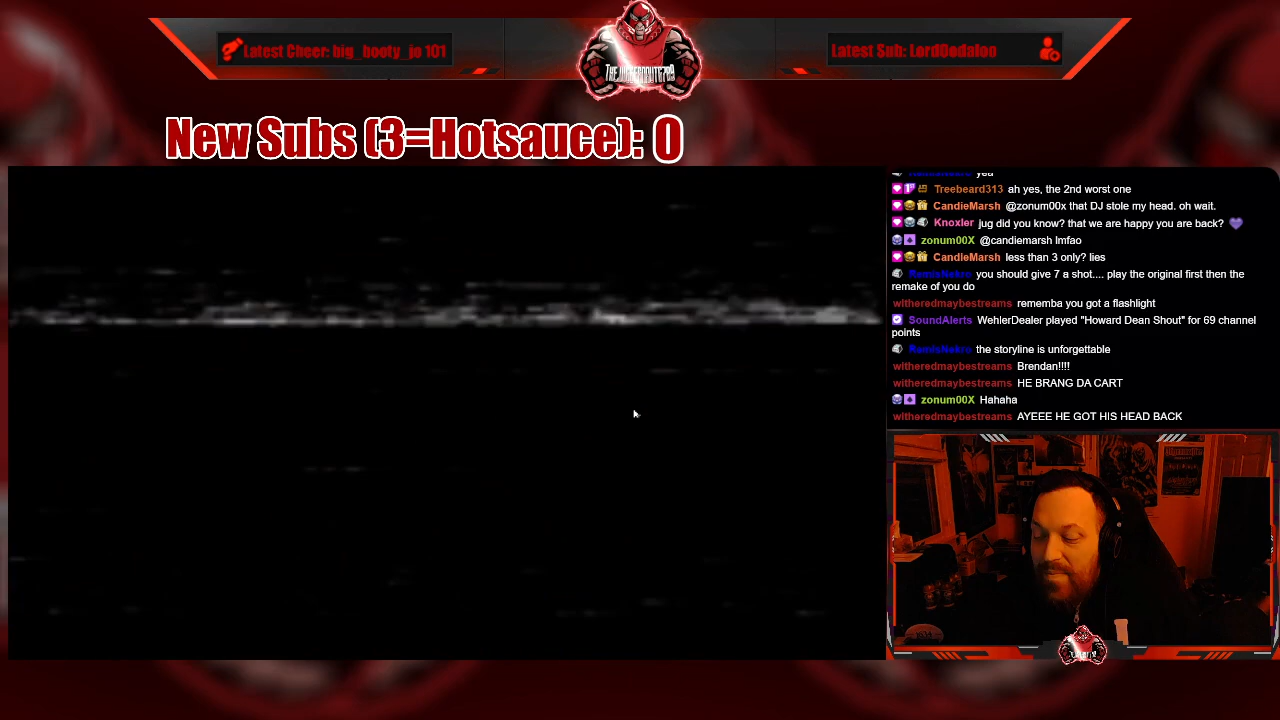 Latest Cheer: big_booty_jo 101
Latest Sub: LordOodaloo
New Subs (3=Hotsauce): 0
yea
Treebeard313 ah yes, the 2nd worst one
CandieMarsh @zonum00x that DJ stole my head. oh wait.
Knoxler jug did you know? that we are happy you are back?
zonum00X @candiemarsh lmfao
CandieMarsh less than 3 only? lies
RemisNekro you should give 7 a shot.... play the original first then the
remake of you do
witheredmaybestreams rememba you got a flashlight
SoundAlerts WehlerDealer played "Howard Dean Shout" for 69 channel
points
RemisNekro the storyline is unforgettable
witheredmaybestreams Brendan!!!!
witheredmaybestreams HE BRANG DA CART
zonum00X Hahaha
witheredmaybestreams AYEEE HE GOT HIS HEAD BACK